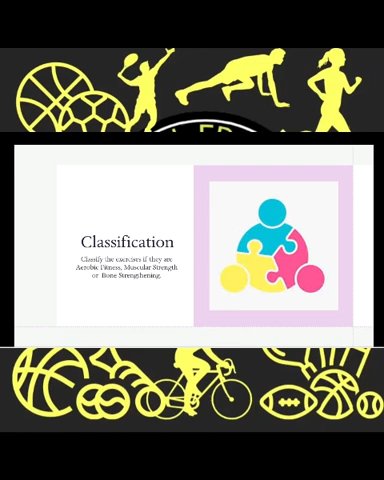 Classification
Classify the exercises if they are
Aerobic Fitness, Muscular Strength
or Bone Strengthening.